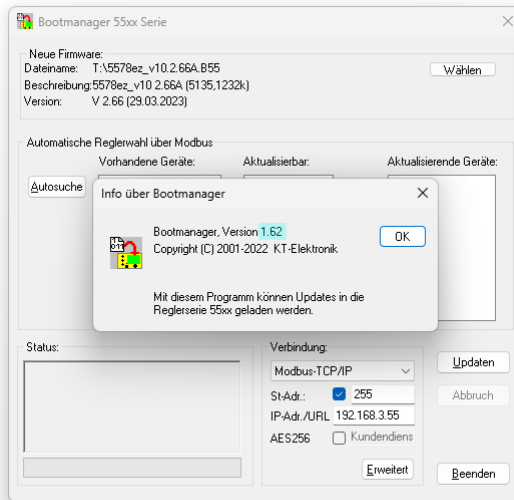 Bootmanager 55xx Serie
Neue Firmware:
Dateiname: T:\5578ez_v10.2.66A.B55
Wählen
Beschreibung:5578ez_v10 2.66A (5135,1232k)
Version: V 2.66 (29.03.2023)
Automatische Reglerwahl über Modbus
Vorhandene Geräte: Aktualisierbar: Aktualisierende Geräte:
Autosuche
Info über Bootmanager
Bootmanager, Version 1.62
OK
Copyright (C) 2001-2022 KT-Elektronik
Mit diesem Programm können Updates in die
Reglerserie 55xx geladen werden.
Status:
Verbindung:
Modbus-TCP/IP
Updaten
St-Adr.: 255
Abbruch
IP-Adr./URL 192.168.3.55
AES256 Kundendiens
Erweitert
Beenden